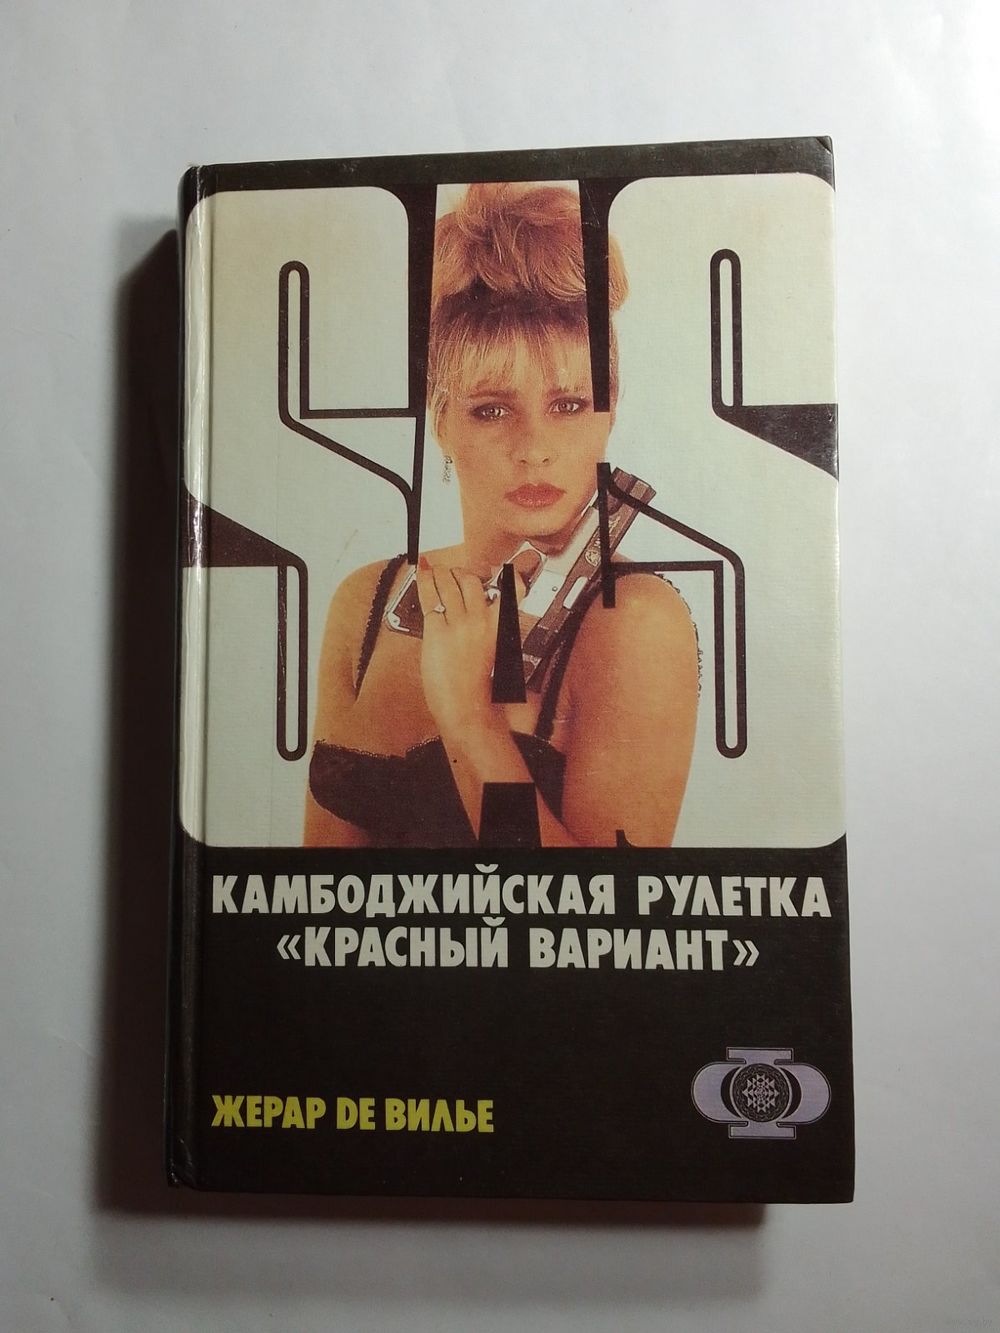 SAS
КАМБОДЖИЙСКАЯ РУЛЕТКА
«КРАСНЫЙ ВАРИАНТ»
ЖЕРАР DE ВИЛЬЕ